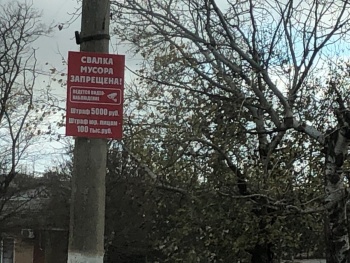 СВАЛКА
МУСОРА
ЗАПРЕЩЕНА!
ВЕДЕТСЯ ВИДЕО
НАБЛЮДЕНИЕ
Штраф 5000 руб.
Штраф юр. лицам
100 тыс.руб.